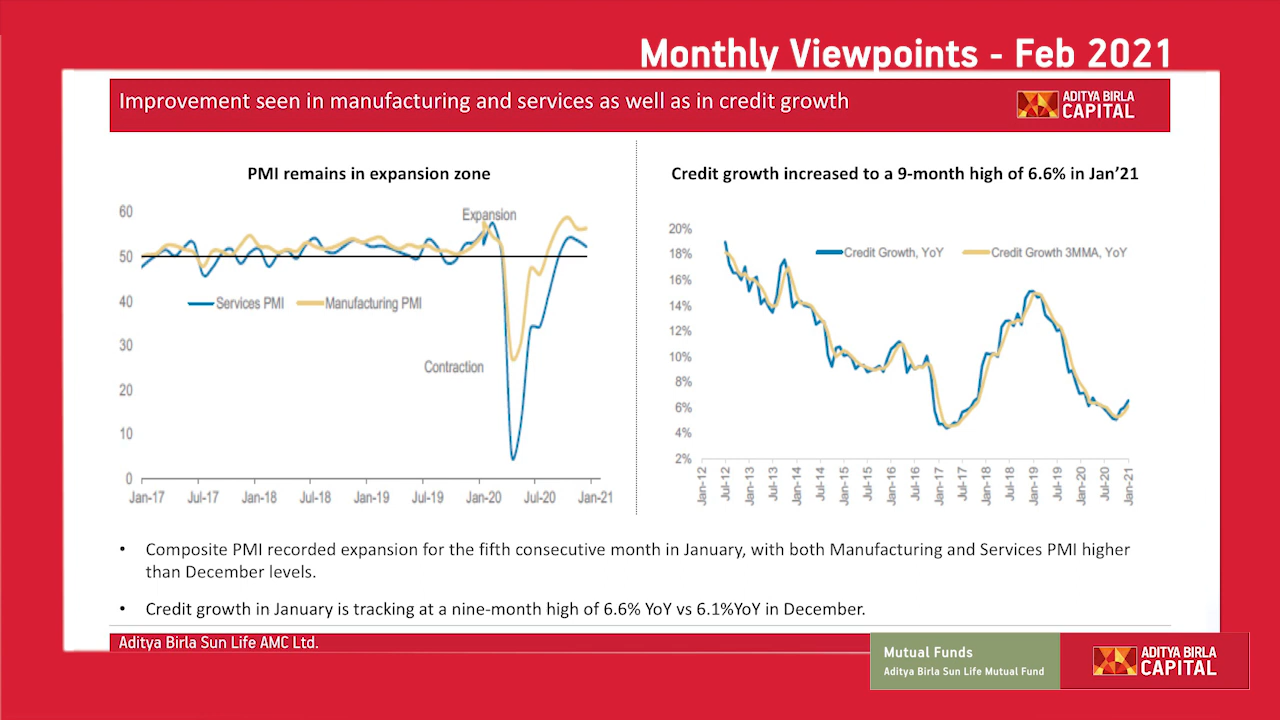 Monthly Viewpoints - Feb 2021
Improvement seen in manufacturing and services as well as in credit growth
ADITYA BIRLA
CAPITAL
PMI remains in expansion zone
60
50
40
30
20
10
0
Expansion
Services PMI
Manufacturing PMI
Contraction
Jan-17
Jul-17
Jan-18
Jul-18
Jan-19
Jul-19
Jan-20
Jul-20
Jan-21
Credit growth increased to a 9-month high of 6.6% in Jan'21
20%
18%
16%
14%
12%
10%
8%
6%
4%
2%
Credit Growth, YoY
Credit Growth 3MMA, YoY
Jan-12
Jul-12
Jan-13
Jul-13
Jan-14
Jul-14
Jan-15
Jul-15
Jan-16
Jul-16
Jan-17
Jul-17
Jan-18
Jul-18
Jan-19
Jul-19
Jan-20
Jul-20
Jan-21
• Composite PMI recorded expansion for the fifth consecutive month in January, with both Manufacturing and Services PMI higher
than December levels.
• Credit growth in January is tracking at a nine-month high of 6.6% YoY vs 6.1%YoY in December.
Aditya Birla Sun Life AMC Ltd.
Mutual Funds
Aditya Birla Sun Life Mutual Fund
ADITYA BIRLA
CAPITAL